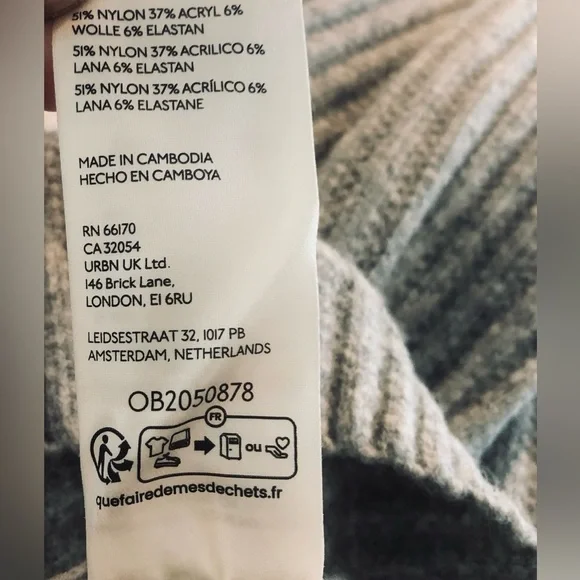 51% NYLON 37% ACRYL 6%
WOLLE 6% ELASTAN
51% NYLON 37% ACRILICO 6%
LANA 6% ELASTAN
51% NYLON 37% ACRÍLICO 6%
LANA 6% ELASTANE
MADE IN CAMBODIA
HECHO EN CAMBOYA
RN 66170
CA 32054
URBN UK Ltd.
146 Brick Lane,
LONDON, E1 6RU
LEIDSESTRAAT 32, 1017 PB
AMSTERDAM, NETHERLANDS
OB2050878
FR
ou
quefairedemesdechets.fr